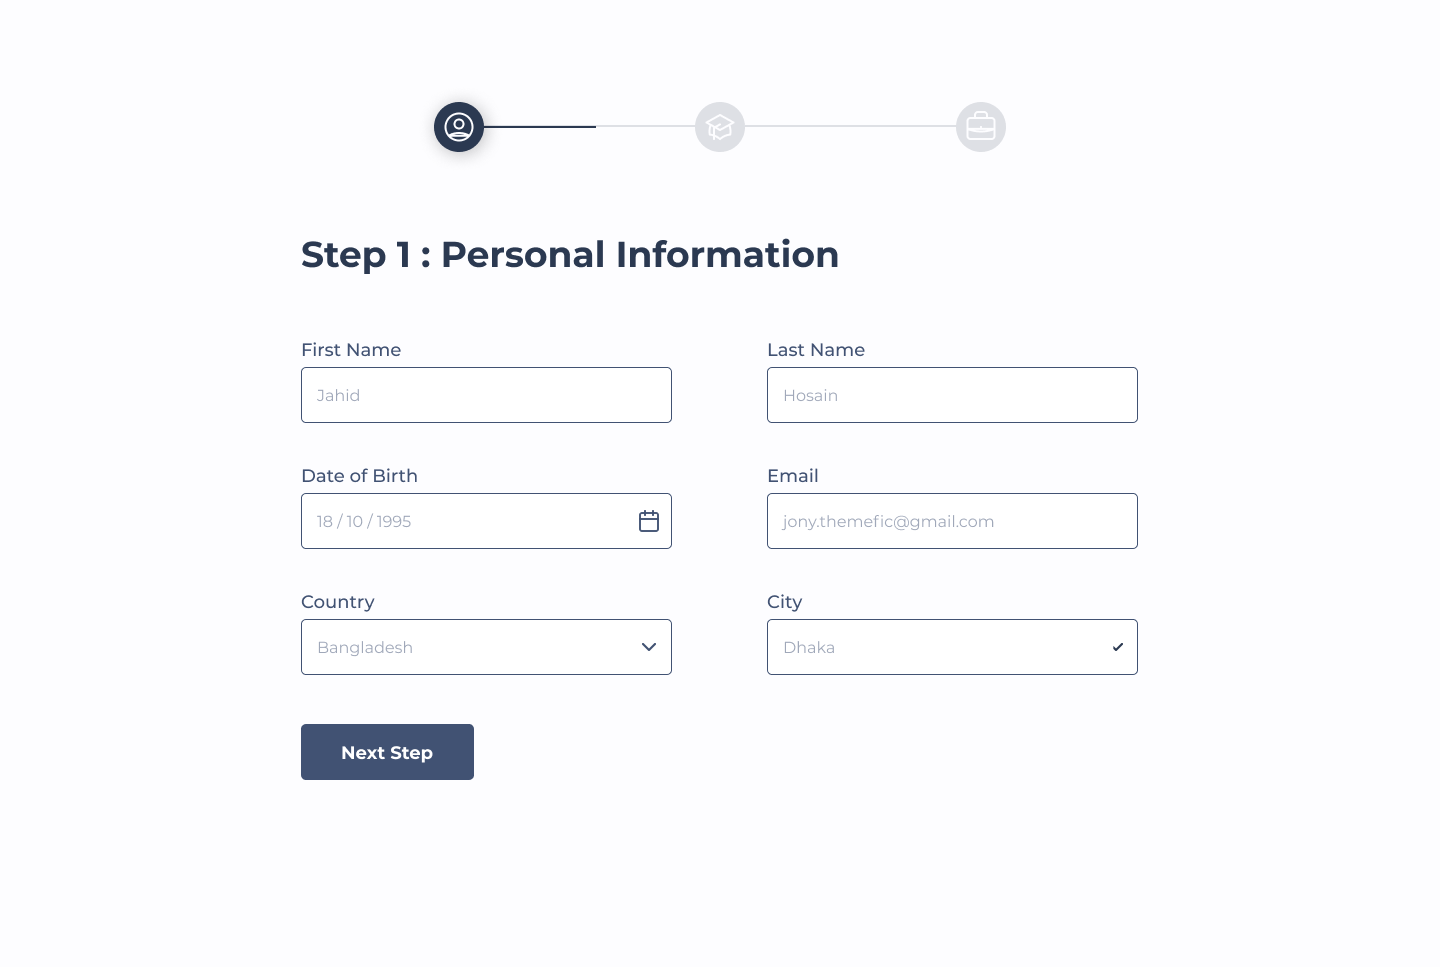 Step 1 : Personal Information
First Name
Last Name
Jahid
Hosain
Date of Birth
Email
18 / 10 / 1995
jony.themefic@gmail.com
Country
City
Bangladesh
Dhaka
Next Step